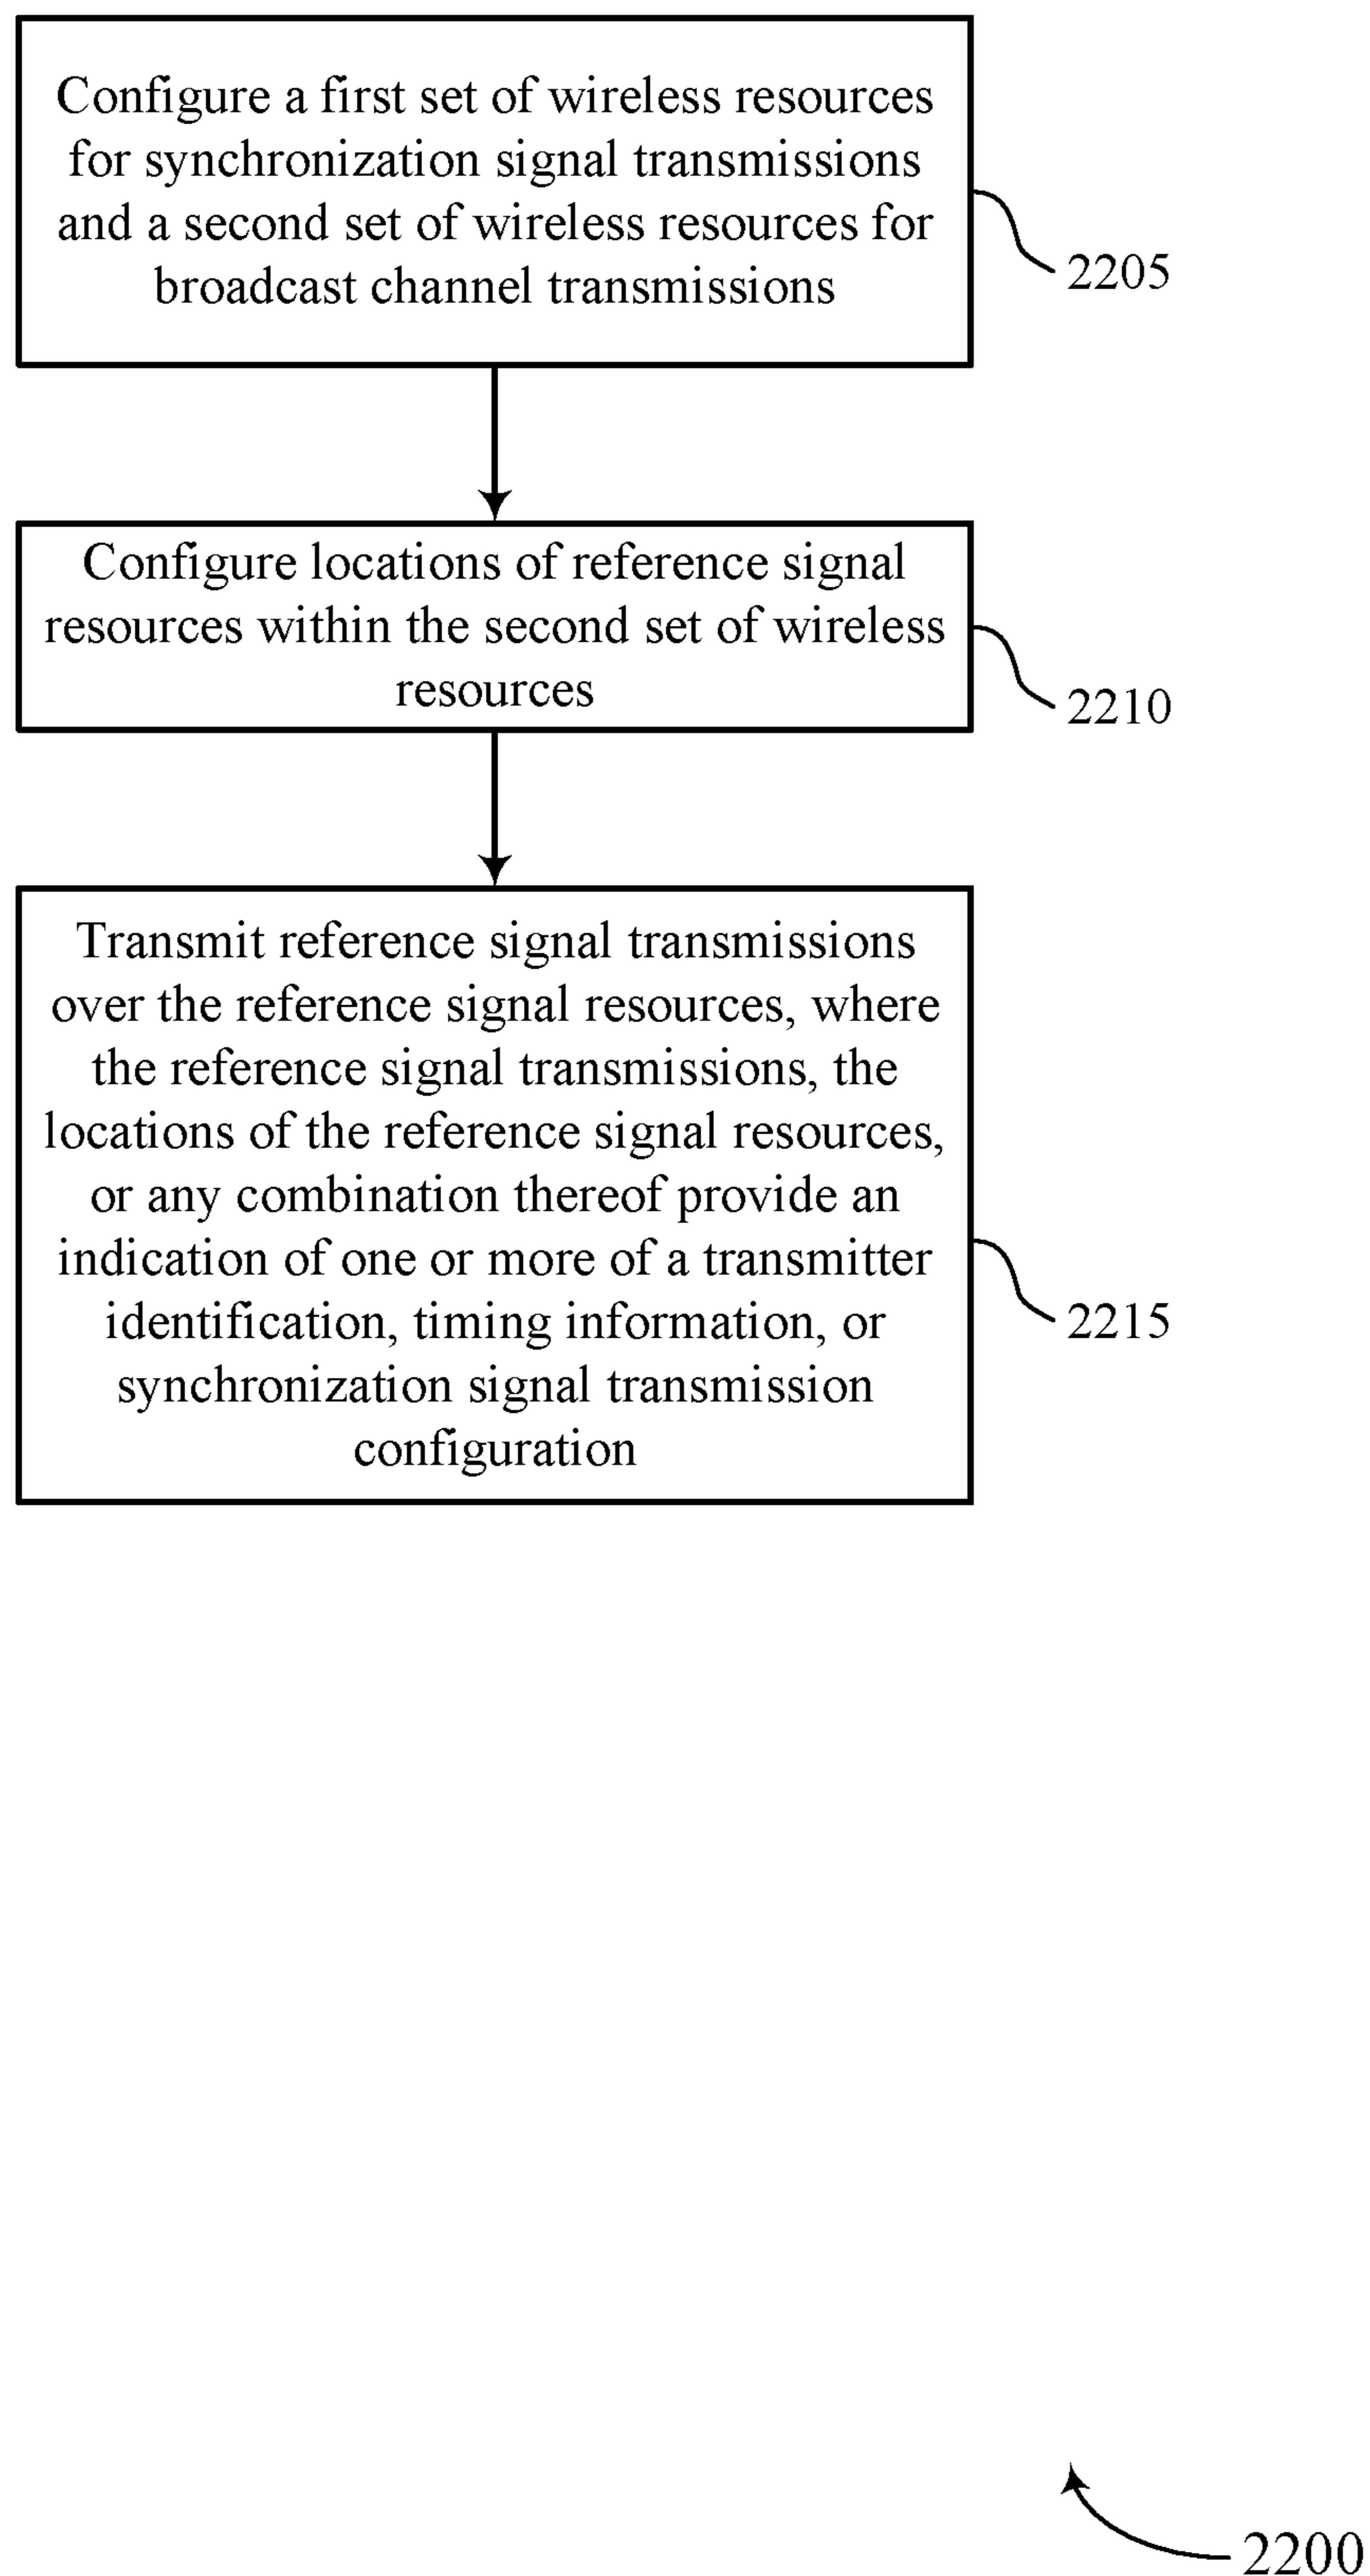 Configure a first set of wireless resources
for synchronization signal transmissions
and a second set of wireless resources for
broadcast channel transmissions
2205
Configure locations of reference signal
resources within the second set of wireless
resources
2210
Transmit reference signal transmissions
over the reference signal resources, where
the reference signal transmissions, the
locations of the reference signal resources,
or any combination thereof provide an
indication of one or more of a transmitter
identification, timing information, or
synchronization signal transmission
configuration
2215
2200